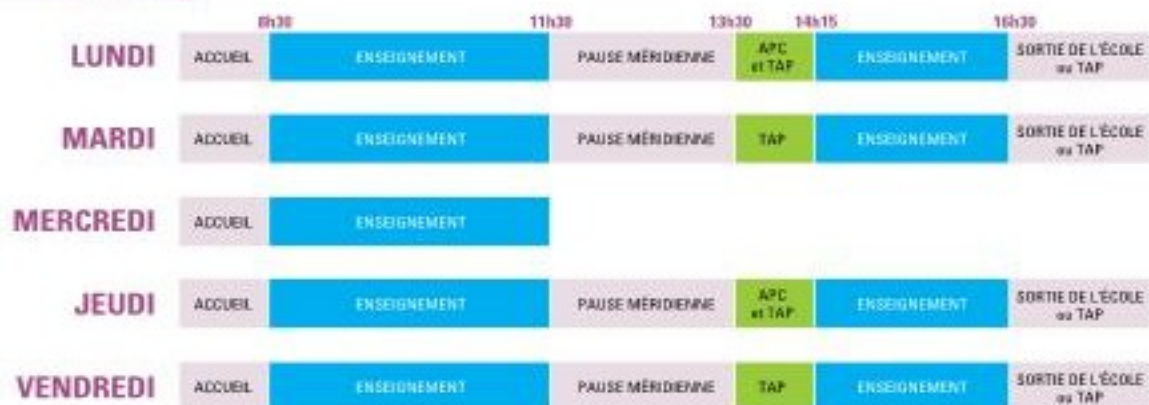 8h30 11h30 13h30 14h15 16h30
LUNDI ACCUEIL ENSEIGNEMENT PAUSE MÉRIDIENNE APC et TAP ENSEIGNEMENT SORTIE DE L'ÉCOLE ou TAP
MARDI ACCUEIL ENSEIGNEMENT PAUSE MÉRIDIENNE TAP ENSEIGNEMENT SORTIE DE L'ÉCOLE ou TAP
MERCREDI ACCUEIL ENSEIGNEMENT
JEUDI ACCUEIL ENSEIGNEMENT PAUSE MÉRIDIENNE APC et TAP ENSEIGNEMENT SORTIE DE L'ÉCOLE ou TAP
VENDREDI ACCUEIL ENSEIGNEMENT PAUSE MÉRIDIENNE TAP ENSEIGNEMENT SORTIE DE L'ÉCOLE ou TAP